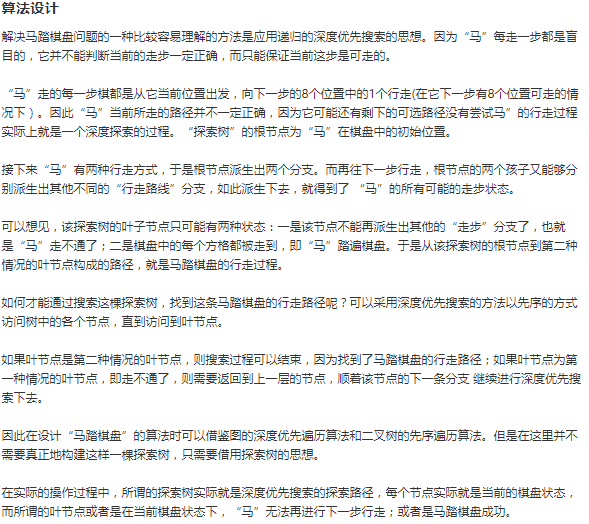 算法设计
解决马踏棋盘问题的一种比较容易理解的方法是应用递归的深度优先搜索的思想。因为“马”每走一步都是盲
目的，它并不能判断当前的走步一定正确，而只能保证当前这步是可走的。
“马”走的每一步棋都是从它当前位置出发，向下一步的8个位置中的1个行走(在它下一步有8个位置可走的情
况下）。因此“马”当前所走的路径并不一定正确，因为它可能还有剩下的可选路径没有尝试马”的行走过程
实际上就是一个深度探索的过程。“探索树”的根节点为“马”在棋盘中的初始位置。
接下来“马”有两种行走方式，于是根节点派生出两个分支。而再往下一步行走，根节点的两个孩子又能够分
别派生出其他不同的“行走路线”分支，如此派生下去，就得到了 “马”的所有可能的走步状态。
可以想见，该探索树的叶子节点只可能有两种状态：一是该节点不能再派生出其他的“走步”分支了，也就
是“马”走不通了；二是棋盘中的每个方格都被走到，即“马”踏遍棋盘。于是从该探索树的根节点到第二种
情况的叶节点构成的路径，就是马踏棋盘的行走过程。
如何才能通过搜索这棵探索树，找到这条马踏棋盘的行走路径呢？可以采用深度优先搜索的方法以先序的方式
访问树中的各个节点，直到访问到叶节点。
如果叶节点是第二种情况的叶节点，则搜索过程可以结束，因为找到了马踏棋盘的行走路径；如果叶节点为第
一种情况的叶节点，即走不通了，则需要返回到上一层的节点，顺着该节点的下一条分支 继续进行深度优先搜
索下去。
因此在设计“马踏棋盘”的算法时可以借鉴图的深度优先遍历算法和二叉树的先序遍历算法。但是在这里并不
需要真正地构建这样一棵探索树，只需要借用探索树的思想。
在实际的操作过程中，所谓的探索树实际就是深度优先搜索的探索路径，每个节点实际就是当前的棋盘状态，
而所谓的叶节点或者是在当前棋盘状态下，“马”无法再进行下一步行走；或者是马踏棋盘成功。